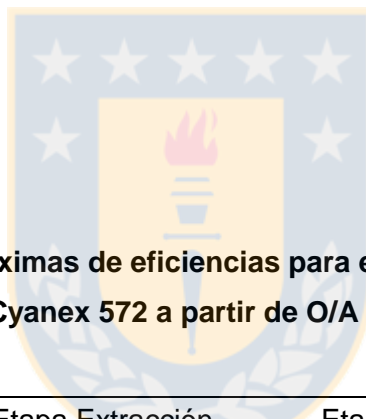 ximas de eficiencias para e
Cyanex 572 a partir de O/A
Etapa Extracción Eta